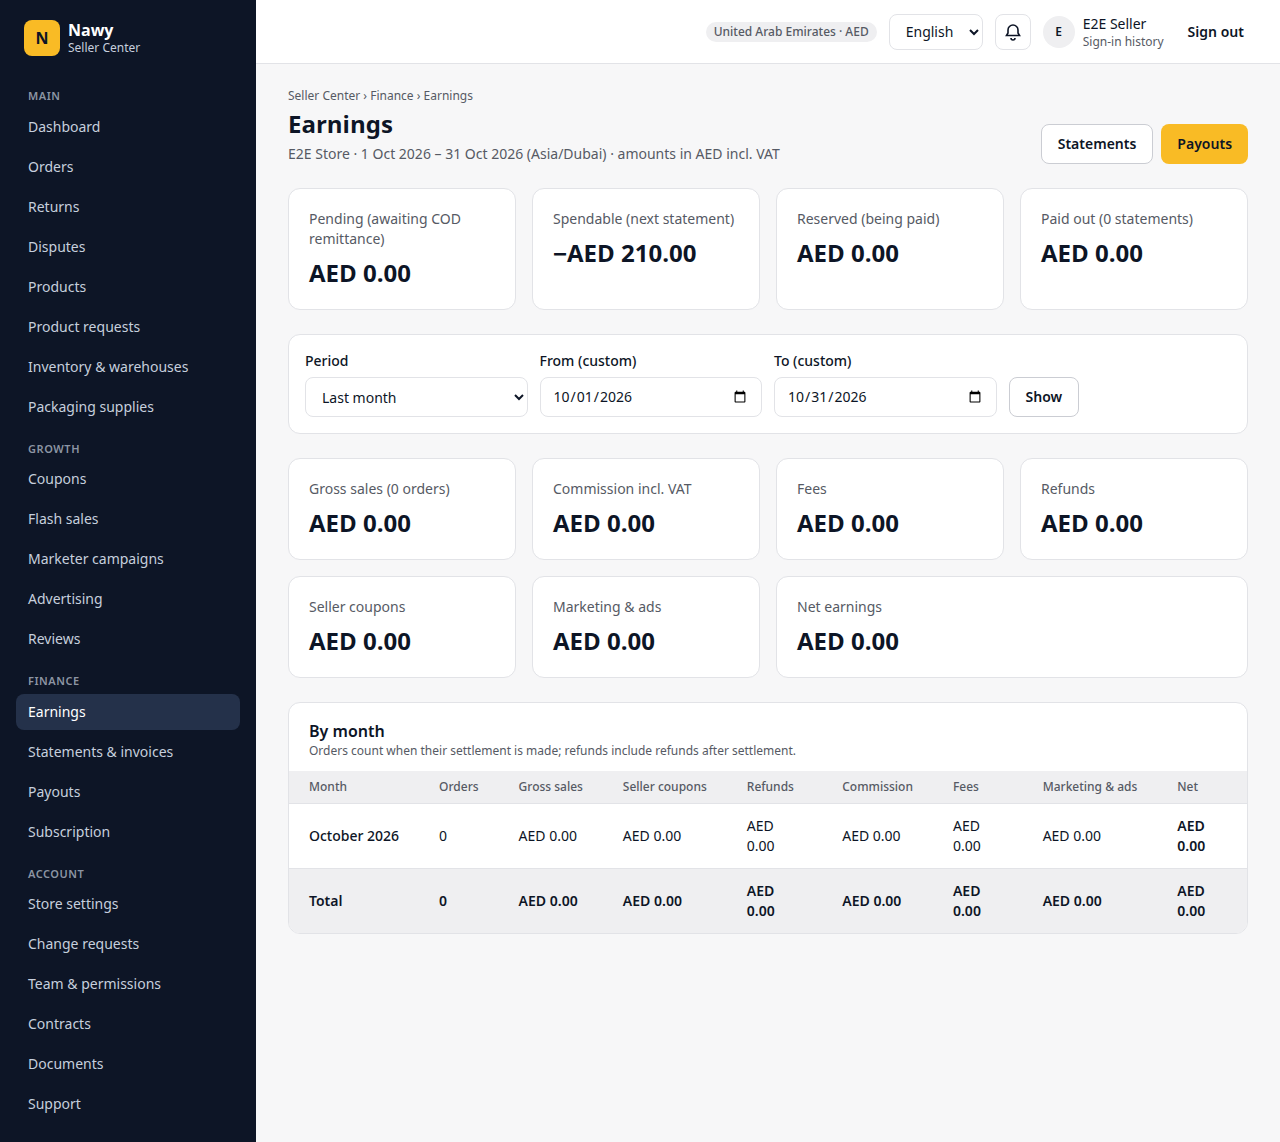 N
Nawy
Seller Center
MAIN
Dashboard
Orders
Returns
Disputes
Products
Product requests
Inventory & warehouses
Packaging supplies
GROWTH
Coupons
Flash sales
Marketer campaigns
Advertising
Reviews
FINANCE
Earnings
Statements & invoices
Payouts
Subscription
ACCOUNT
Store settings
Change requests
Team & permissions
Contracts
Documents
Support
United Arab Emirates · AED
English
E
E2E Seller
Sign-in history
Sign out
Seller Center › Finance › Earnings
Earnings
E2E Store · 1 Oct 2026 – 31 Oct 2026 (Asia/Dubai) · amounts in AED incl. VAT
Statements
Payouts
Pending (awaiting COD
remittance)
AED 0.00
Spendable (next statement)
−AED 210.00
Reserved (being paid)
AED 0.00
Paid out (0 statements)
AED 0.00
Period
Last month
From (custom)
10/01/2026
To (custom)
10/31/2026
Show
Gross sales (0 orders)
AED 0.00
Commission incl. VAT
AED 0.00
Fees
AED 0.00
Refunds
AED 0.00
Seller coupons
AED 0.00
Marketing & ads
AED 0.00
Net earnings
AED 0.00
By month
Orders count when their settlement is made; refunds include refunds after settlement.
Month Orders Gross sales Seller coupons Refunds Commission Fees Marketing & ads Net
October 2026 0 AED 0.00 AED 0.00 AED 0.00 AED 0.00 AED 0.00 AED 0.00 AED 0.00
Total 0 AED 0.00 AED 0.00 AED 0.00 AED 0.00 AED 0.00 AED 0.00 AED 0.00